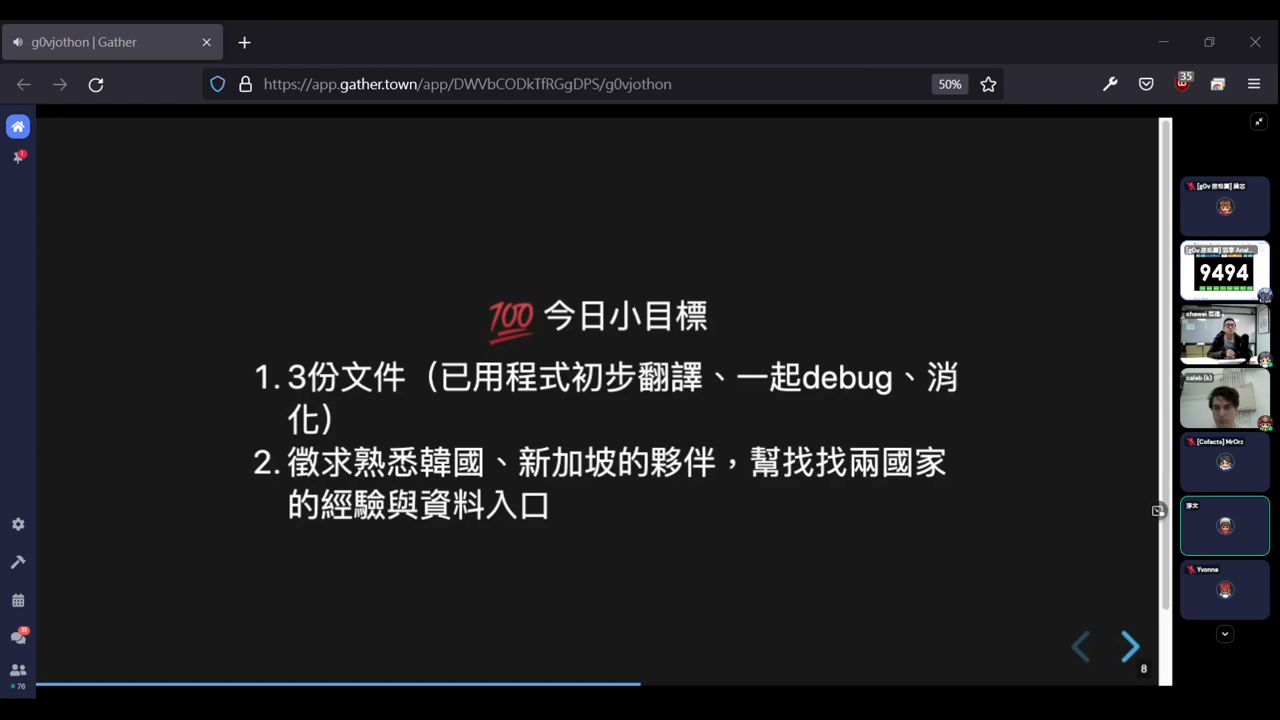 g0vjothon | Gather
https://app.gather.town/app/DWVbCODkTfRGgDPS/g0vjothon
50%
35
1
💯 今日小目標
1. 3份文件（已用程式初步翻譯、一起debug、消
化）
2. 徵求熟悉韓國、新加坡的夥伴，幫找找兩國家
的經驗與資料入口
8
76
9494
chewei 哲瑋
caleb (k)
[Cofacts] MrOrz
Yvonne